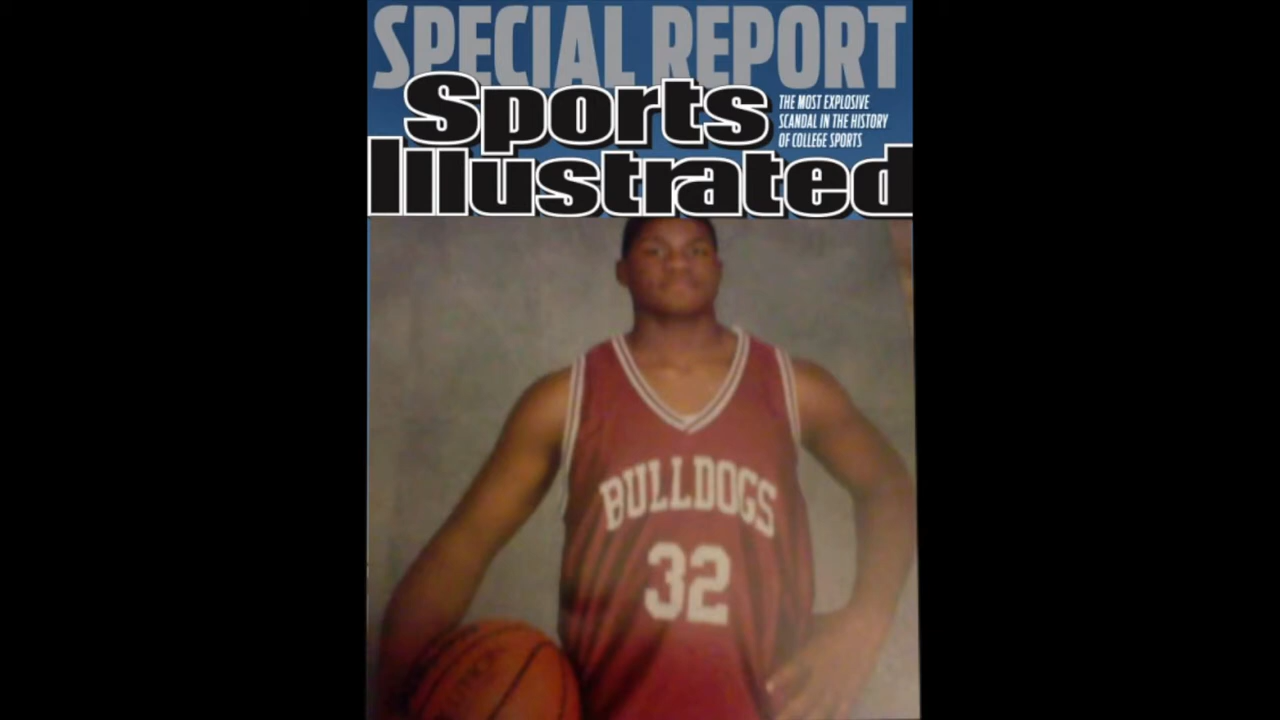 SPECIAL REPORT
Sports
Illustrated
THE MOST EXPLOSIVE
SCANDAL IN THE HISTORY
OF COLLEGE SPORTS
BULLDOGS
32